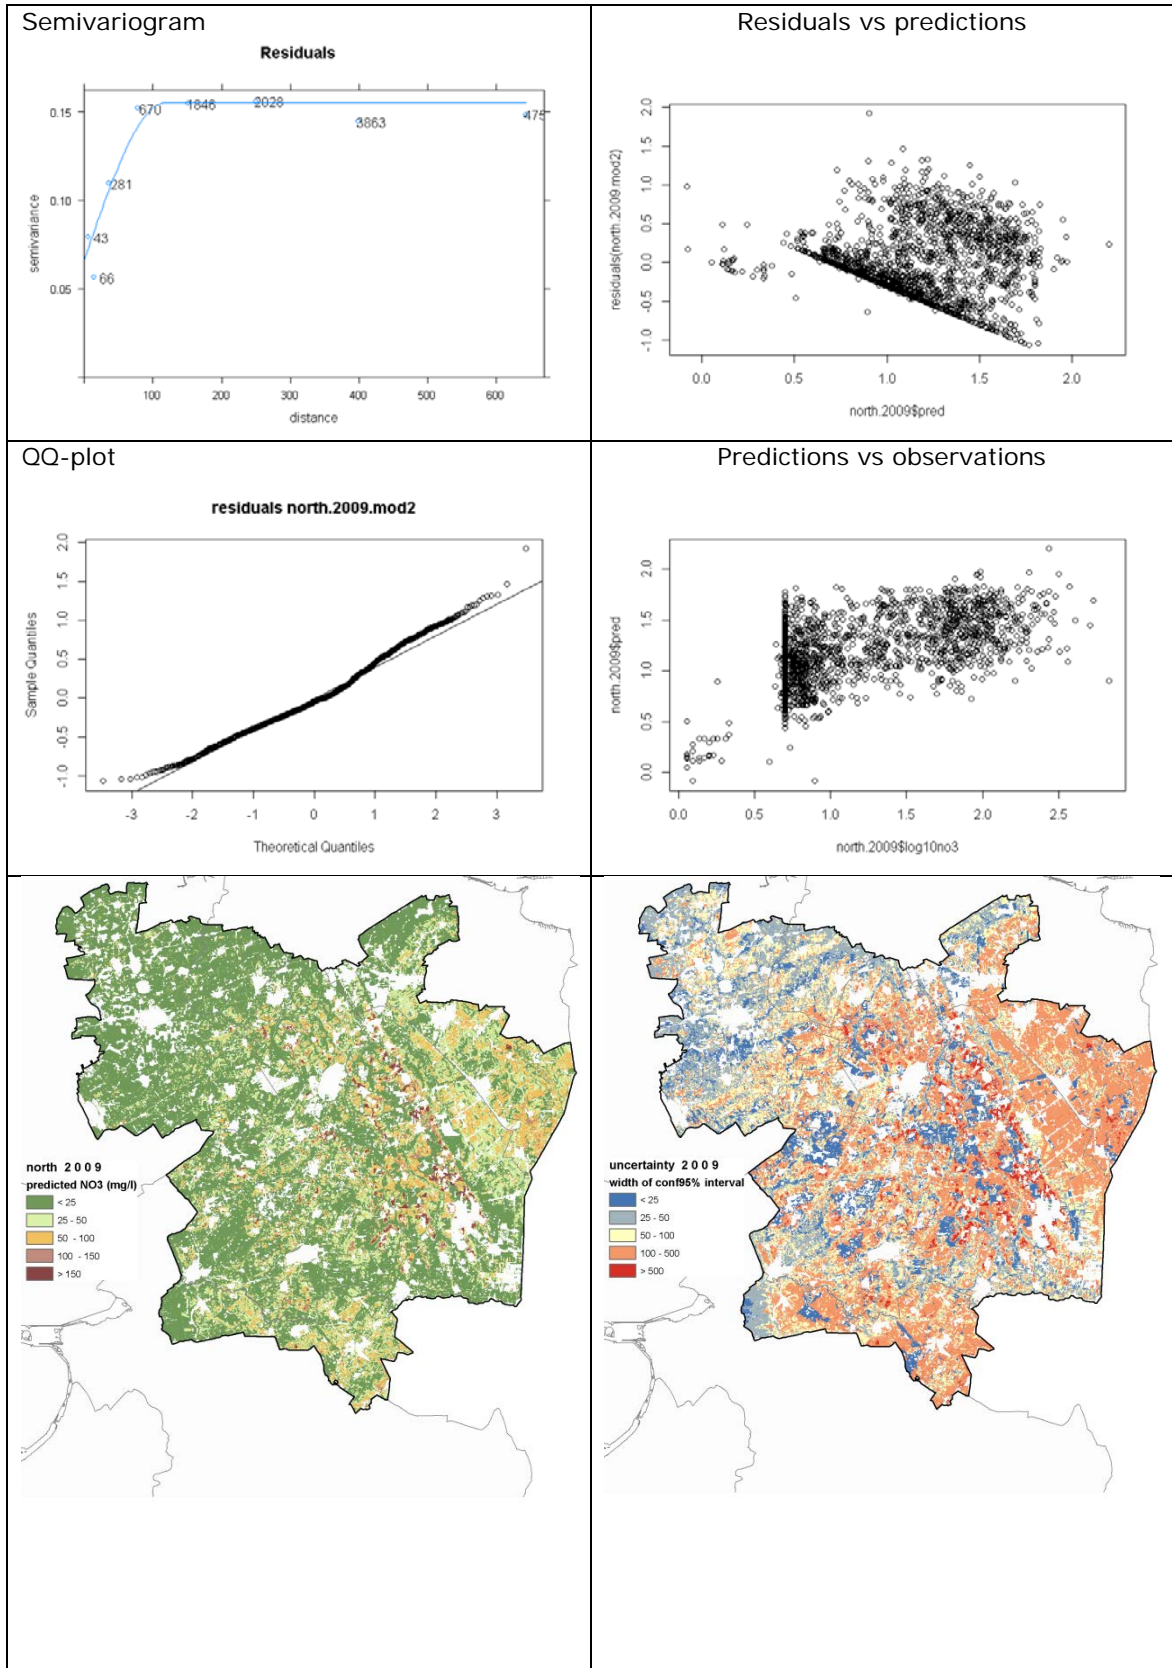 Semivariogram
Residuals
semivariance
0.15
0.10
0.05
670
1846
2028
3863
475
281
43
66
100 200 300 400 500 600
distance
Residuals vs predictions
residuals(north.2009.mod2)
2.0
1.5
1.0
0.5
0.0
-0.5
-1.0
0.0 0.5 1.0 1.5 2.0
north.2009$pred
QQ-plot
residuals north.2009.mod2
Sample Quantiles
2.0
1.5
1.0
0.5
0.0
-0.5
-1.0
-3 -2 -1 0 1 2 3
Theoretical Quantiles
Predictions vs observations
north.2009$pred
2.0
1.5
1.0
0.5
0.0
0.0 0.5 1.0 1.5 2.0 2.5
north.2009$log10no3
north 2009
predicted NO3 (mg/l)
< 25
25 - 50
50 - 100
100 - 150
> 150
uncertainty 2009
width of conf95% interval
< 25
25 - 50
50 - 100
100 - 500
> 500